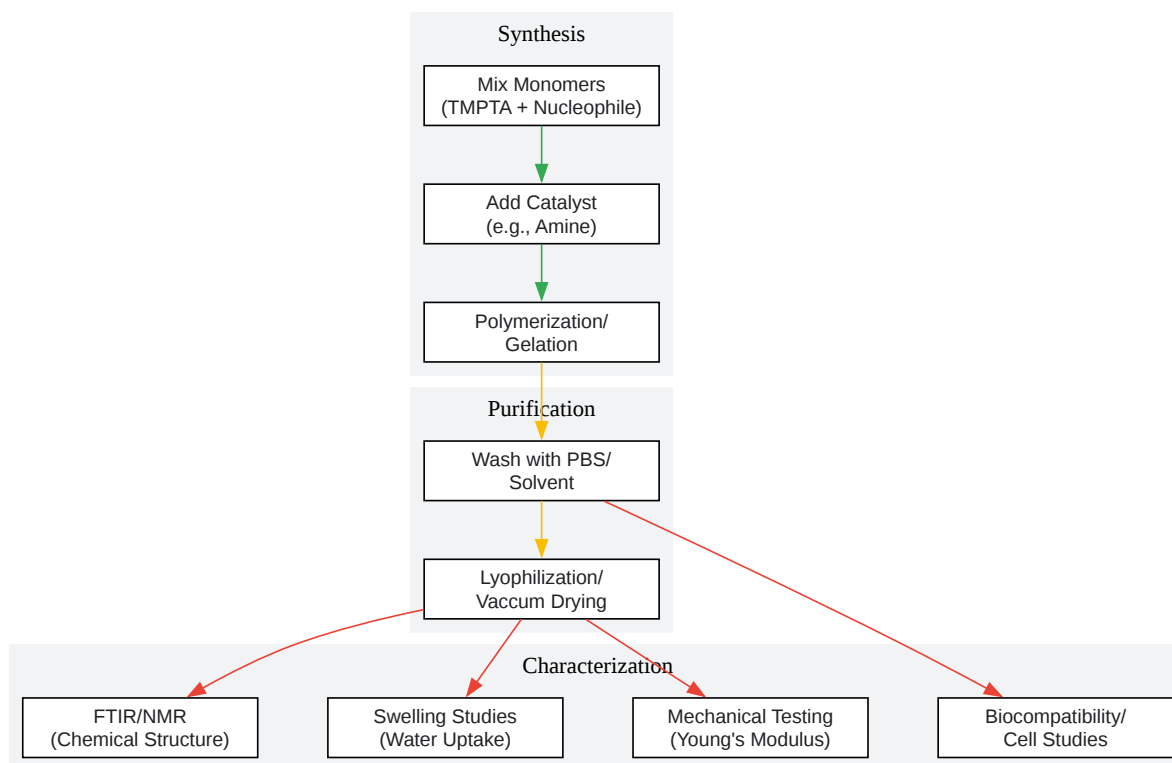 Synthesis
Mix Monomers
(TMPTA + Nucleophile)
Add Catalyst
(e.g., Amine)
Polymerization/
Gelation
Purification
Wash with PBS/
Solvent
Lyophilization/
Vaccum Drying
Characterization
FTIR/NMR
(Chemical Structure)
Swelling Studies
(Water Uptake)
Mechanical Testing
(Young's Modulus)
Biocompatibility/
Cell Studies